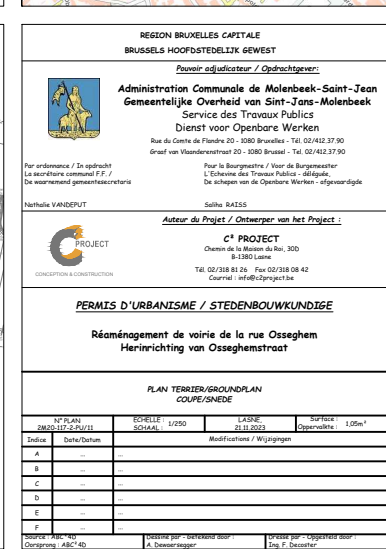 REGION BRUXELLES CAPITALE
BRUSSELS HOOFDSTEDELIJK GEWEST
Pouvoir adjudicateur / Opdrachtgever:
Administration Communale de Molenbeek-Saint-Jean
Gemeentelijke Overheid van Sint-Jans-Molenbeek
Service des Travaux Publics
Dienst voor Openbare Werken
Rue du Comte de Flandre 20 - 1080 Bruxelles - Tél. 02/412.37.90
Graaf van Vlaanderenstraat 20 - 1080 Brussel - Tel. 02/412.37.90
Par ordonnance / In opdracht
La secrétaire communal F.F. /
De waarnemend gemeentesecretaris
Pour la Bourgmestre / Voor de Burgemeester
L'Echevine des Travaux Publics - déléguée,
De schepen van de Openbare Werken - afgevaardigde
Nathalie VANDEPUT
Saliha RAISS
Auteur du Projet / Ontwerper van het Project :
PROJECT
CONCEPTION & CONSTRUCTION
C² PROJECT
Chemin de la Maison du Roi, 30D
B-1380 Lasne
Tél. 02/318 81 26 Fax 02/318 08 42
Courriel : info@c2project.be
PERMIS D'URBANISME / STEDENBOUWKUNDIGE
Réaménagement de voirie de la rue Osseghem
Herinrichting van Osseghemstraat
PLAN TERRIER/GROUNDPLAN
COUPE/SNEDE
N° PLAN
2M20-117-2-PU/11
ECHELLE :
SCHAAL : 1/250
LASNE,
21.11.2023
Surface :
Oppervalkte : 1,05m²
Indice Date/Datum Modifications / Wijzigingen
A ... ...
B ... ...
C ... ...
D ... ...
E ... ...
F ... ...
Source : ABC²4D
Oorsprong : ABC²4D
Dessiné par - Getekend door :
A. Dewaersegger
Dressé par - Opgesteld door :
Ing. F. Decoster